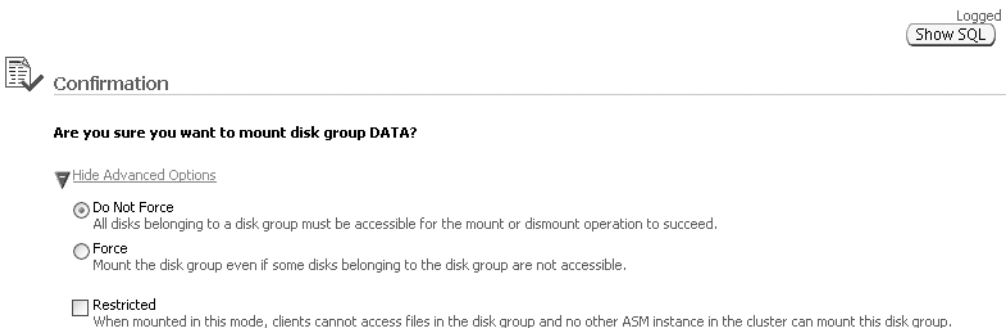 Logged
Show SQL
Confirmation
Are you sure you want to mount disk group DATA?
Hide Advanced Options
Do Not Force
All disks belonging to a disk group must be accessible for the mount or dismount operation to succeed.
Force
Mount the disk group even if some disks belonging to the disk group are not accessible.
Restricted
When mounted in this mode, clients cannot access files in the disk group and no other ASM instance in the cluster can mount this disk group.